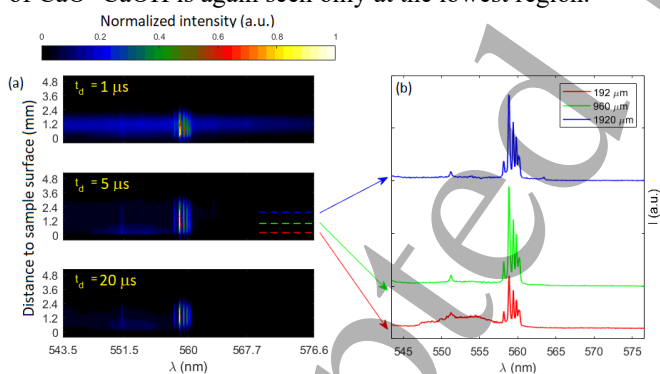 of CaO+CaOH is again seen only at the lowest region.
Normalized intensity (a.u.)
0 0.2 0.4 0.6 0.8 1
(a)
t_d = 1 μs
4.8
3.6
2.4
1.2
0
t_d = 5 μs
4.8
3.6
2.4
1.2
0
t_d = 20 μs
4.8
3.6
2.4
1.2
0
Distance to sample surface (mm)
543.5 551.5 560 567.7 576.6
λ (nm)
(b)
192 μm
960 μm
1920 μm
I (a.u.)
545 550 555 560 565 570 575
λ (nm)